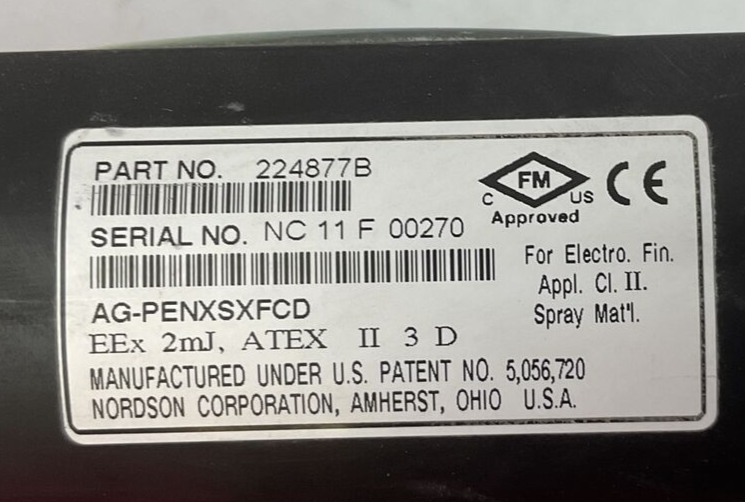 PART NO. 224877B
SERIAL NO. NC 11 F 00270
AG-PENXSXFCD
EEx 2mJ, ATEX II 3 D
MANUFACTURED UNDER U.S. PATENT NO. 5,056,720
NORDSON CORPORATION, AMHERST, OHIO U.S.A.
C FM US CE
Approved
For Electro. Fin.
Appl. Cl. II.
Spray Mat'l.